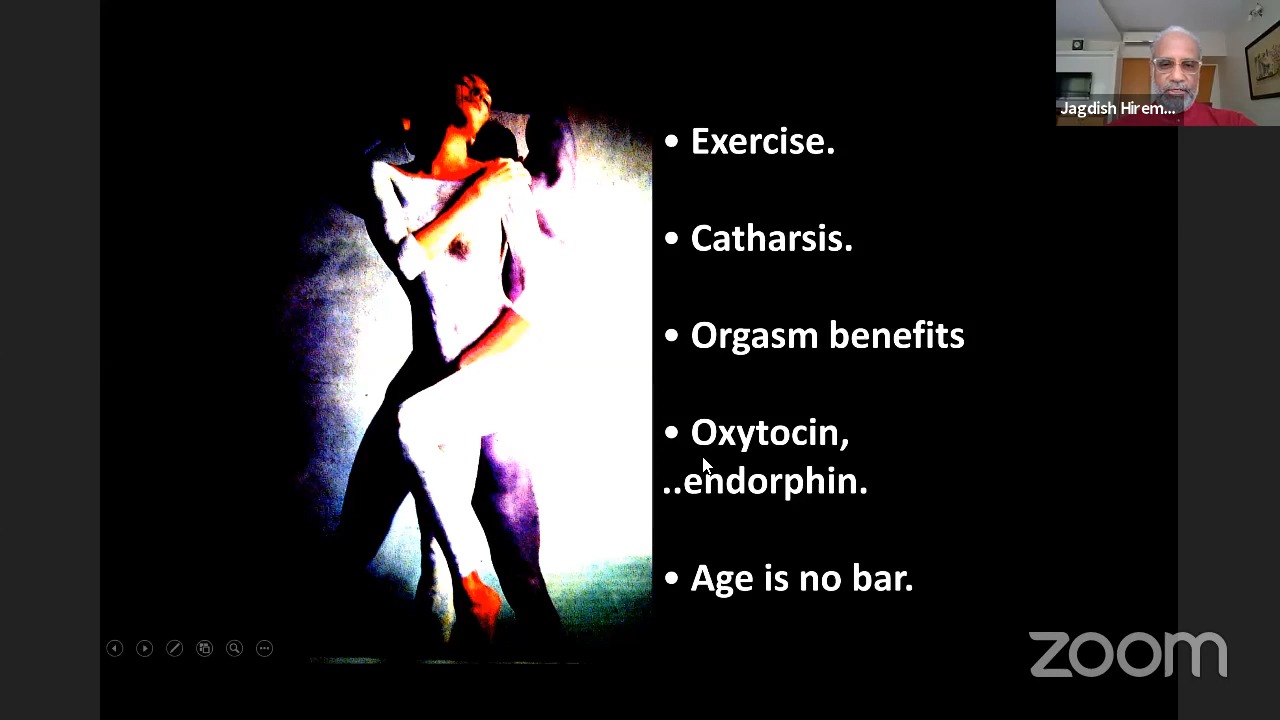 Jagdish Hirem...
• Exercise.
• Catharsis.
• Orgasm benefits
• Oxytocin,
..endorphin.
• Age is no bar.
zoom